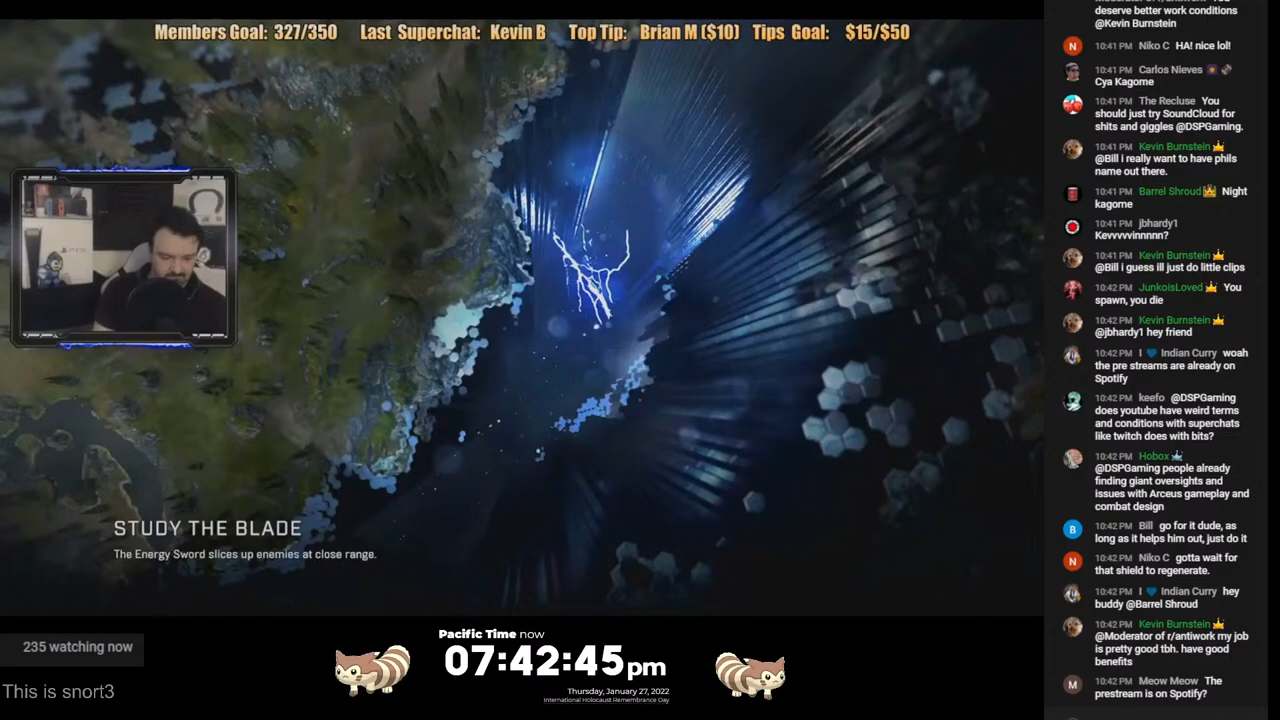 Members Goal: 327/350 Last Superchat: Kevin B Top Tip: Brian M ($10) Tips Goal: $15/$50
STUDY THE BLADE
The Energy Sword slices up enemies at close range.
235 watching now
This is snort3
Pacific Time now
07:42:45pm
Thursday, January 27, 2022
International Holocaust Remembrance Day
deserve better work conditions
@Kevin Burnstein
10:41 PM Niko C HA! nice lol!
10:41 PM Carlos Nieves
Cya Kagome
10:41 PM The Recluse You
should just try SoundCloud for
shits and giggles @DSPGaming.
10:41 PM Kevin Burnstein
@Bill i really want to have phils
name out there.
10:41 PM Barrel Shroud Night
kagome
10:41 PM jbhardy1
Kevvvvvinnnnn?
10:41 PM Kevin Burnstein
@Bill i guess ill just do little clips
10:42 PM JunkoisLoved You
spawn, you die
10:42 PM Kevin Burnstein
@jbhardy1 hey friend
10:42 PM I 💙 Indian Curry woah
the pre streams are already on
Spotify
10:42 PM keefo @DSPGaming
does youtube have weird terms
and conditions with superchats
like twitch does with bits?
10:42 PM Hobox
@DSPGaming people already
finding giant oversights and
issues with Arceus gameplay and
combat design
B
10:42 PM Bill go for it dude, as
long as it helps him out, just do it
N
10:42 PM Niko C gotta wait for
that shield to regenerate.
10:42 PM I 💙 Indian Curry hey
buddy @Barrel Shroud
10:42 PM Kevin Burnstein
@Moderator of r/antiwork my job
is pretty good tbh. have good
benefits
M
10:42 PM Meow Meow The
prestream is on Spotify?